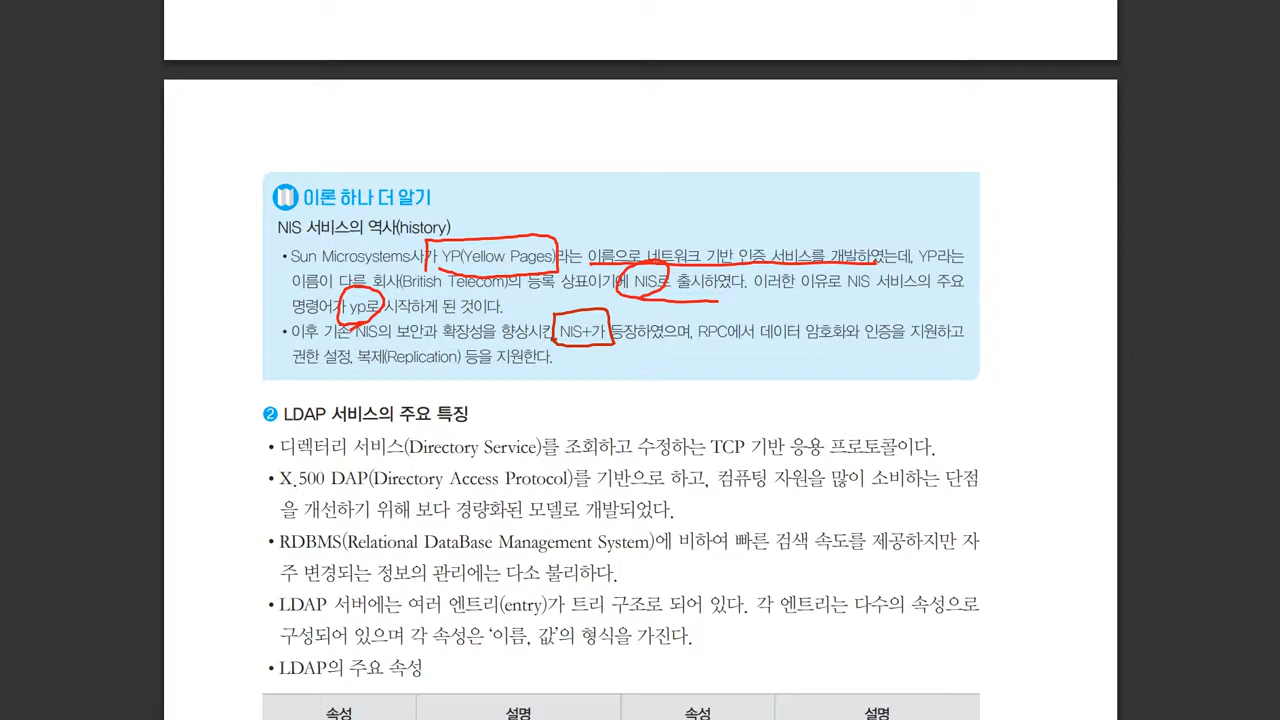 이론 하나 더 알기
NIS 서비스의 역사(history)
• Sun Microsystems사가 YP(Yellow Pages)라는 이름으로 네트워크 기반 인증 서비스를 개발하였는데, YP라는
이름이 다른 회사(British Telecom)의 등록 상표이기에 NIS로 출시하였다. 이러한 이유로 NIS 서비스의 주요
명령어가 yp로 시작하게 된 것이다.
• 이후 기존 NIS의 보안과 확장성을 향상시킨 NIS+가 등장하였으며, RPC에서 데이터 암호화와 인증을 지원하고
권한 설정, 복제(Replication) 등을 지원한다.
❷ LDAP 서비스의 주요 특징
• 디렉터리 서비스(Directory Service)를 조회하고 수정하는 TCP 기반 응용 프로토콜이다.
• X.500 DAP(Directory Access Protocol)를 기반으로 하고, 컴퓨팅 자원을 많이 소비하는 단점
을 개선하기 위해 보다 경량화된 모델로 개발되었다.
• RDBMS(Relational DataBase Management System)에 비하여 빠른 검색 속도를 제공하지만 자
주 변경되는 정보의 관리에는 다소 불리하다.
• LDAP 서버에는 여러 엔트리(entry)가 트리 구조로 되어 있다. 각 엔트리는 다수의 속성으로
구성되어 있으며 각 속성은 ‘이름, 값’의 형식을 가진다.
• LDAP의 주요 속성
속성 설명 속성 설명